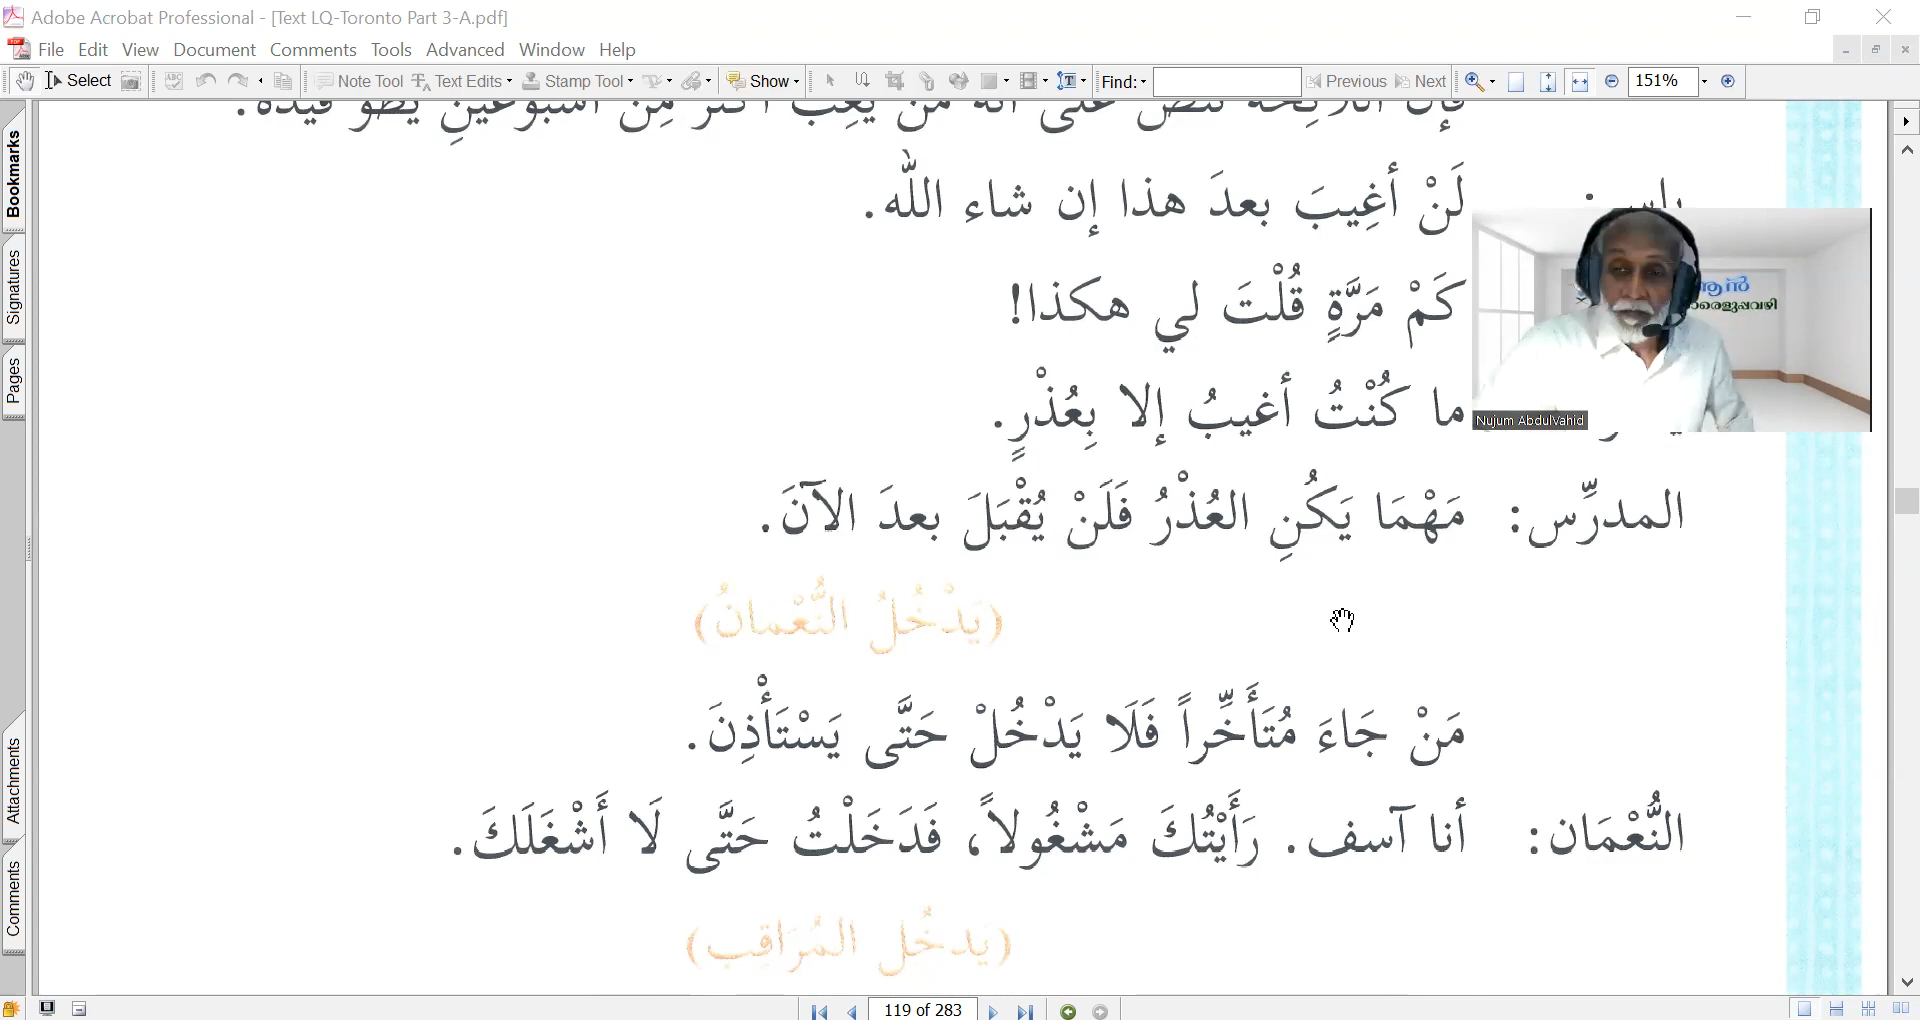 Adobe Acrobat Professional - [Text LQ-Toronto Part 3-A.pdf]
File Edit View Document Comments Tools Advanced Window Help
Select Note Tool Text Edits Stamp Tool Show Find: Previous Next 151%
Bookmarks
Signatures
Pages
Attachments
Comments
لَنْ أغِيبَ بعدَ هذا إن شاء الله.
كَمْ مَرَّةٍ قُلْتَ لي هكذا!
ما كُنْتُ أغيبُ إلا بِعُذْرٍ.
Nujum AbdulVahid
المدرِّس: مَهْمَا يَكُنِ العُذْرُ فَلَنْ يُقْبَلَ بعدَ الآنَ.
(يَدْخُلُ النُّعْمانُ)
مَنْ جَاءَ مُتَأَخِّراً فَلَا يَدْخُلْ حَتَّى يَسْتَأْذِنَ.
النُّعْمَان: أنا آسف. رَأَيْتُكَ مَشْغُولاً، فَدَخَلْتُ حَتَّى لَا أَشْغَلَكَ.
(يَدخُل المُرَاقِب)
119 of 283